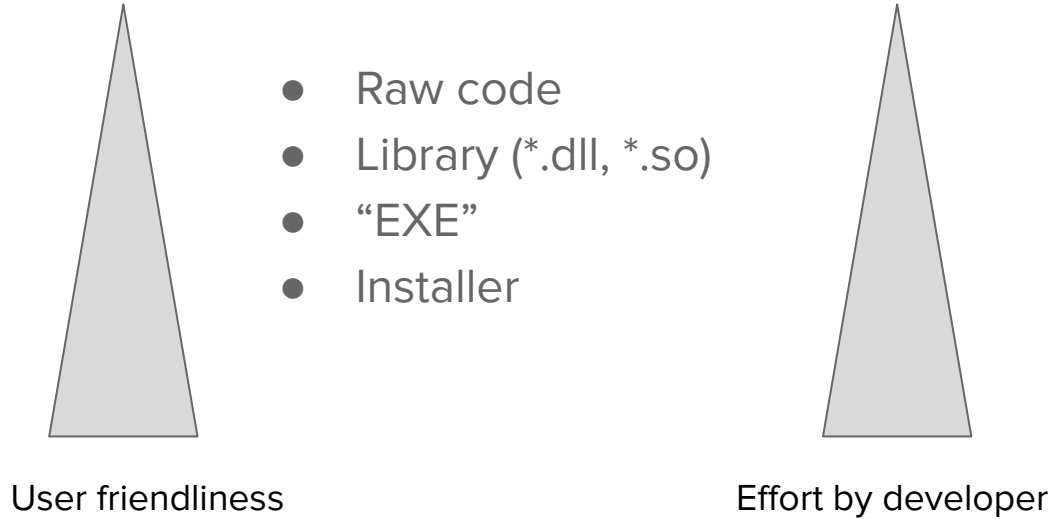 ● Raw code
● Library (*.dll, *.so)
● “EXE”
● Installer
User friendliness
Effort by developer